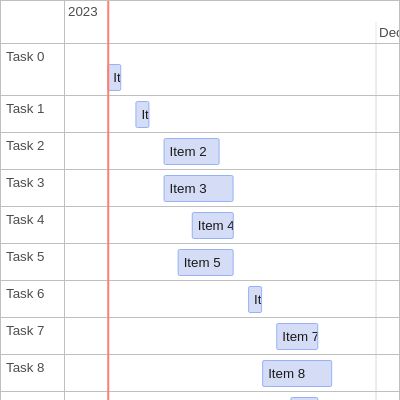 2023
Dec
Task 0
It
Task 1
It
Task 2
Item 2
Task 3
Item 3
Task 4
Item 4
Task 5
Item 5
Task 6
It
Task 7
Item 7
Task 8
Item 8